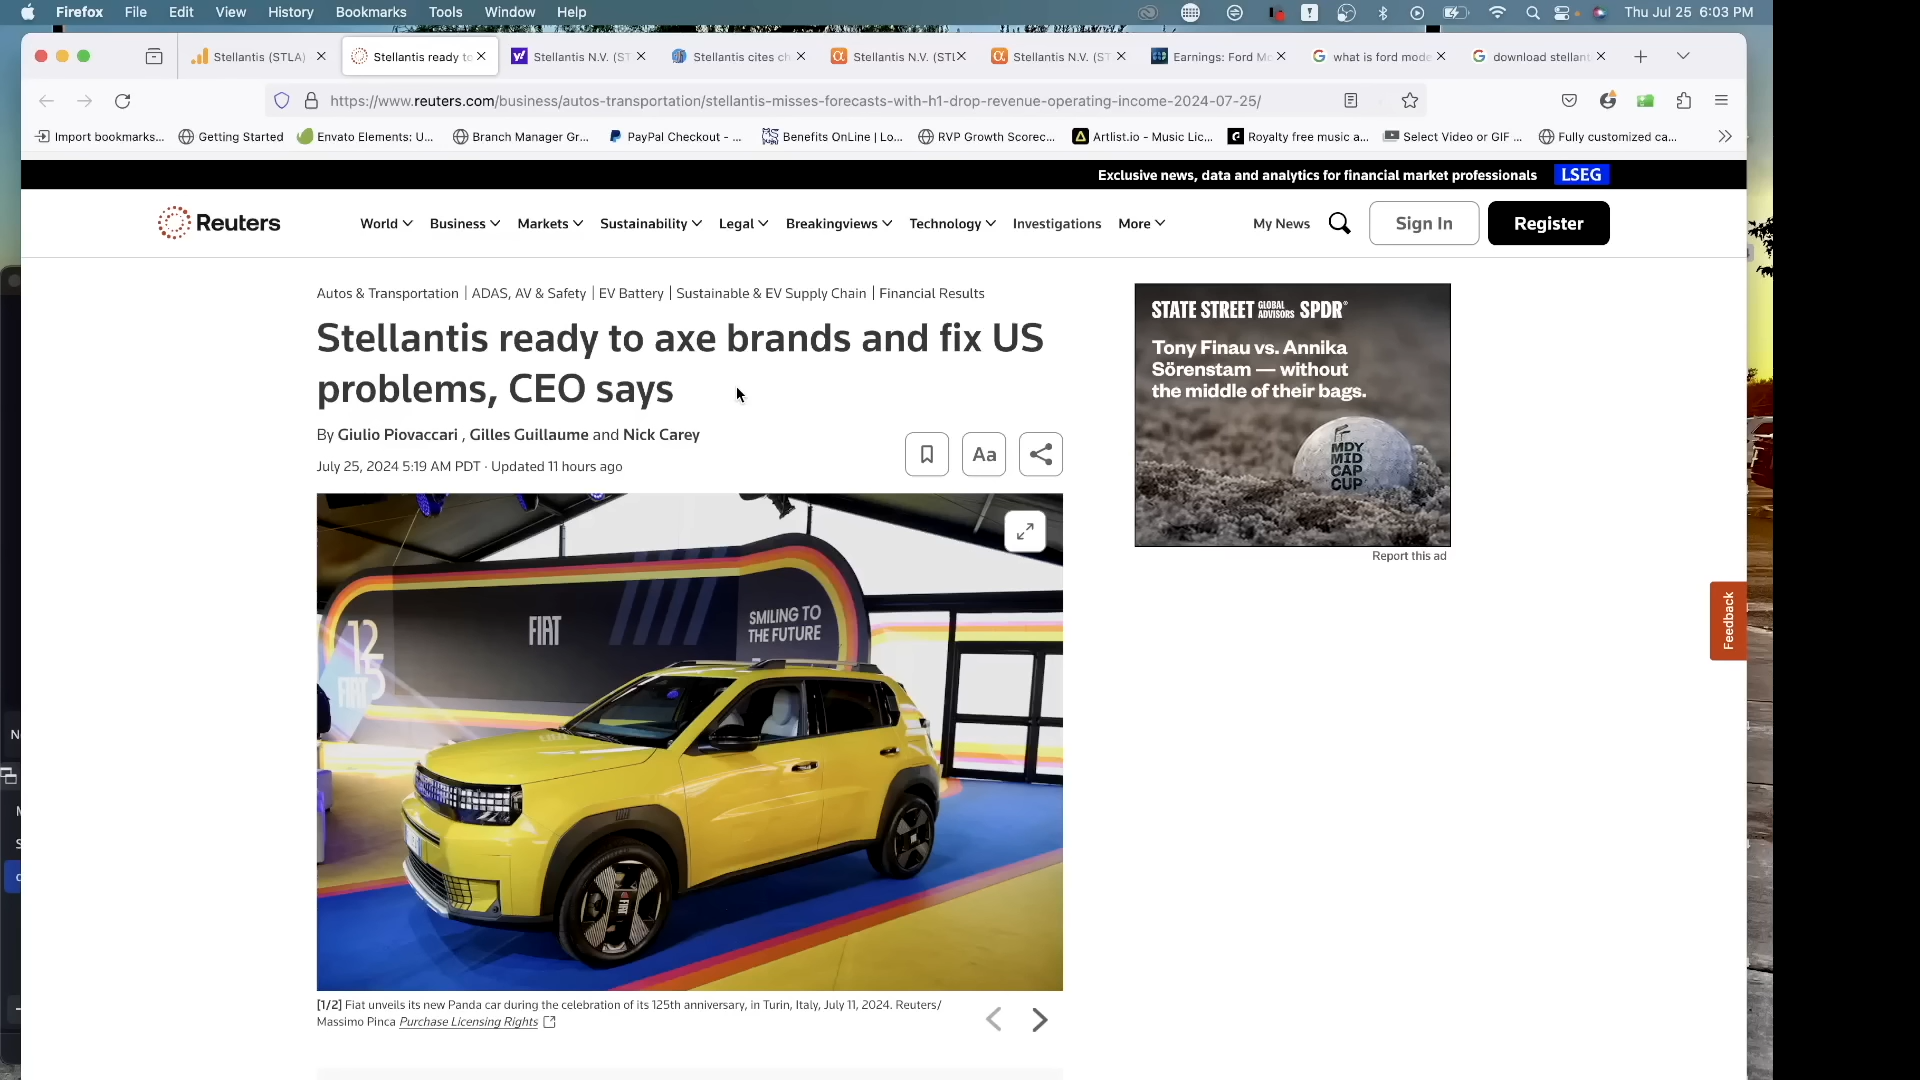 Firefox File Edit View History Bookmarks Tools Window Help Thu Jul 25 6:03 PM
Stellantis (STLA) Stellantis ready to Stellantis N.V. (ST Stellantis cites ch Stellantis N.V. (STL Stellantis N.V. (ST Earnings: Ford Mo what is ford mode download stellant
https://www.reuters.com/business/autos-transportation/stellantis-misses-forecasts-with-h1-drop-revenue-operating-income-2024-07-25/
Import bookmarks... Getting Started Envato Elements: U... Branch Manager Gr... PayPal Checkout - ... Benefits OnLine | Lo... RVP Growth Scorec... Artlist.io - Music Lic... Royalty free music a... Select Video or GIF ... Fully customized ca...
Exclusive news, data and analytics for financial market professionals LSEG
Reuters World Business Markets Sustainability Legal Breakingviews Technology Investigations More My News Sign In Register
Autos & Transportation | ADAS, AV & Safety | EV Battery | Sustainable & EV Supply Chain | Financial Results
Stellantis ready to axe brands and fix US
problems, CEO says
By Giulio Piovaccari , Gilles Guillaume and Nick Carey
July 25, 2024 5:19 AM PDT · Updated 11 hours ago
Aa
STATE STREET GLOBAL ADVISORS SPDR®
Tony Finau vs. Annika
Sörenstam — without
the middle of their bags.
MDY
MID
CAP
CUP
Report this ad
Feedback
125
FIAT
FIAT
SMILING TO
THE FUTURE
FIAT
[1/2] Fiat unveils its new Panda car during the celebration of its 125th anniversary, in Turin, Italy, July 11, 2024. Reuters/
Massimo Pinca Purchase Licensing Rights